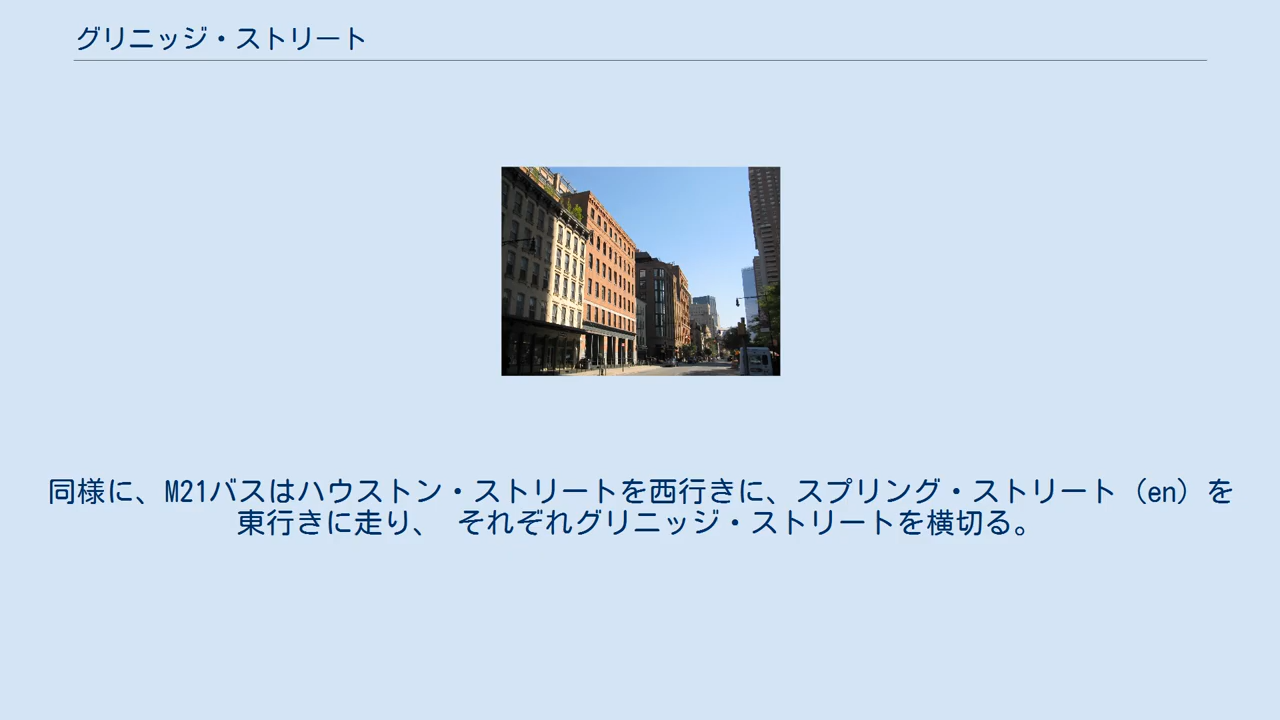 グリニッジ・ストリート
同様に、M21バスはハウストン・ストリートを西行きに、スプリング・ストリート（en）を
東行きに走り、 それぞれグリニッジ・ストリートを横切る。